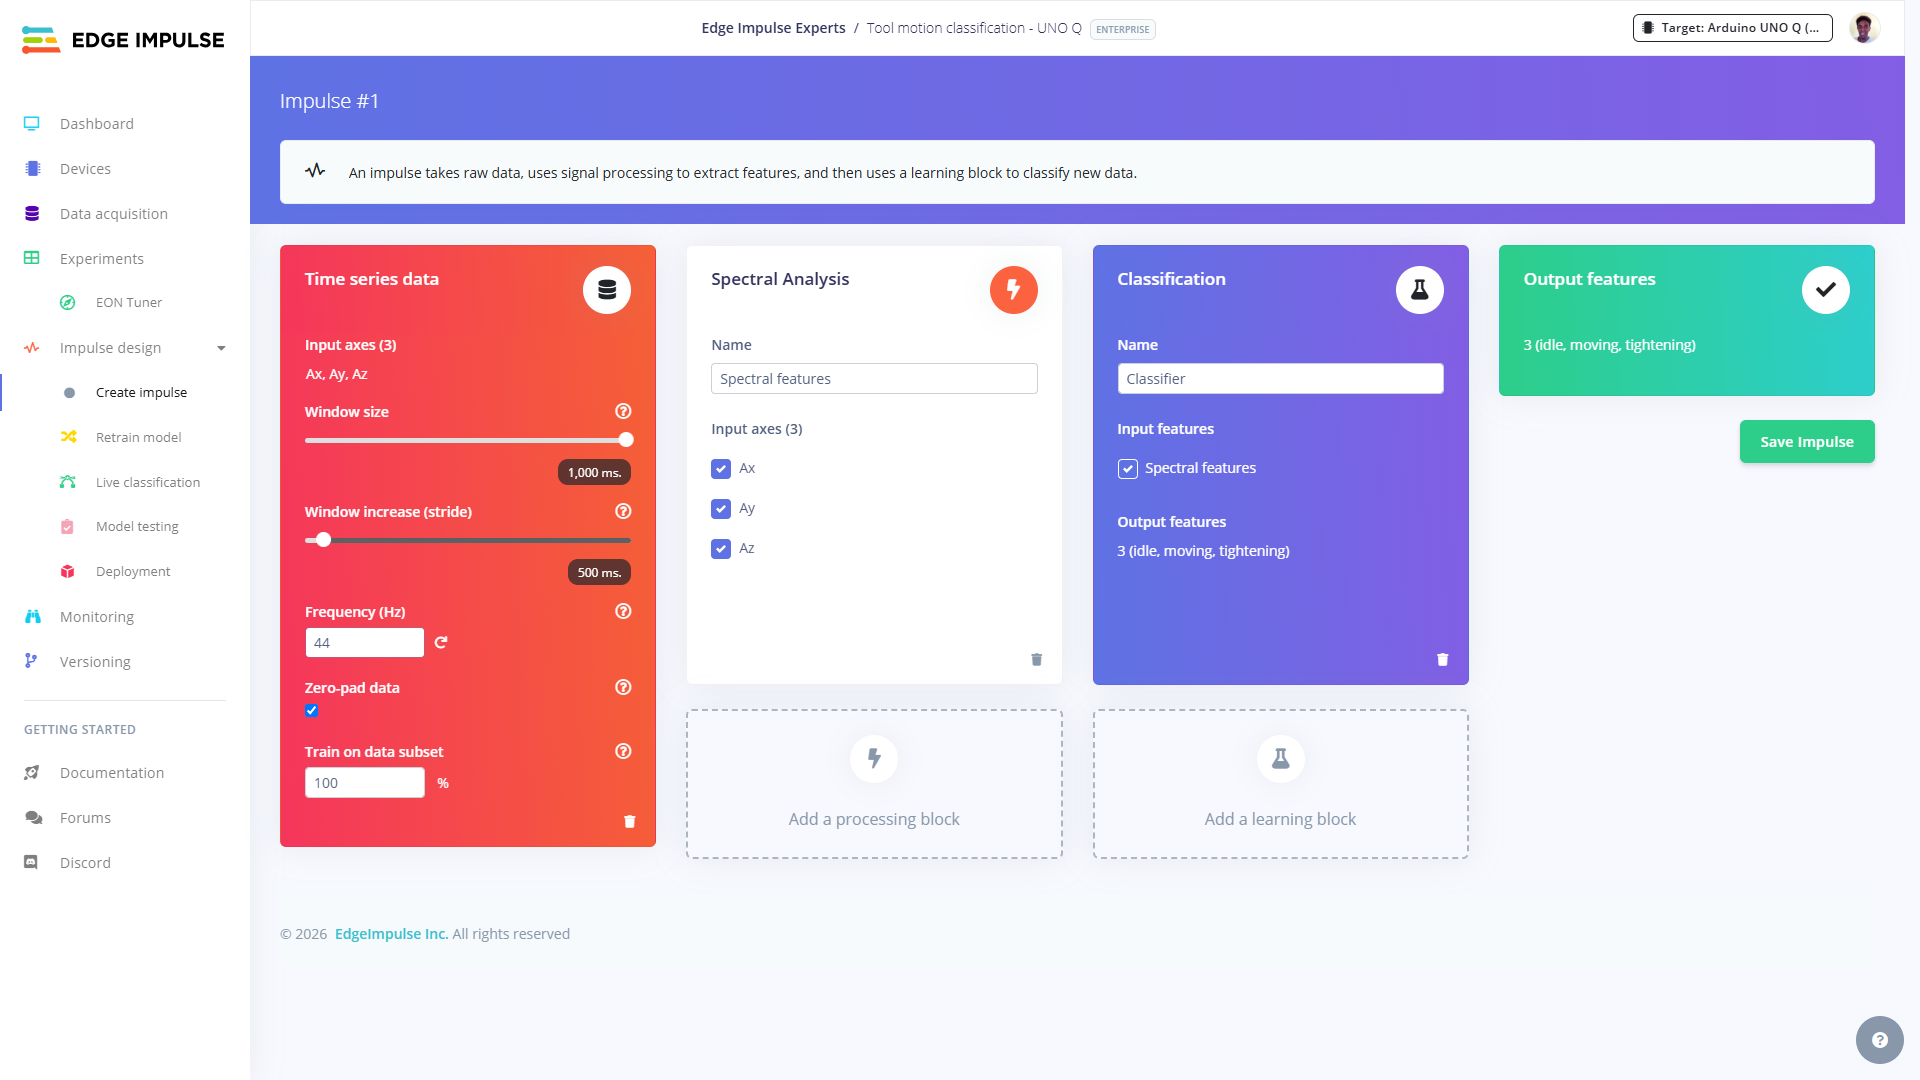 EDGE IMPULSE
Edge Impulse Experts / Tool motion classification - UNO Q ENTERPRISE
Target: Arduino UNO Q (...
Dashboard
Devices
Data acquisition
Experiments
EON Tuner
Impulse design
Create impulse
Retrain model
Live classification
Model testing
Deployment
Monitoring
Versioning
GETTING STARTED
Documentation
Forums
Discord
Impulse #1
An impulse takes raw data, uses signal processing to extract features, and then uses a learning block to classify new data.
Time series data
Input axes (3)
Ax, Ay, Az
Window size
1,000 ms.
Window increase (stride)
500 ms.
Frequency (Hz)
44
Zero-pad data
Train on data subset
100 %
Spectral Analysis
Name
Spectral features
Input axes (3)
Ax
Ay
Az
Add a processing block
Classification
Name
Classifier
Input features
Spectral features
Output features
3 (idle, moving, tightening)
Add a learning block
Output features
3 (idle, moving, tightening)
Save Impulse
© 2026 EdgeImpulse Inc. All rights reserved